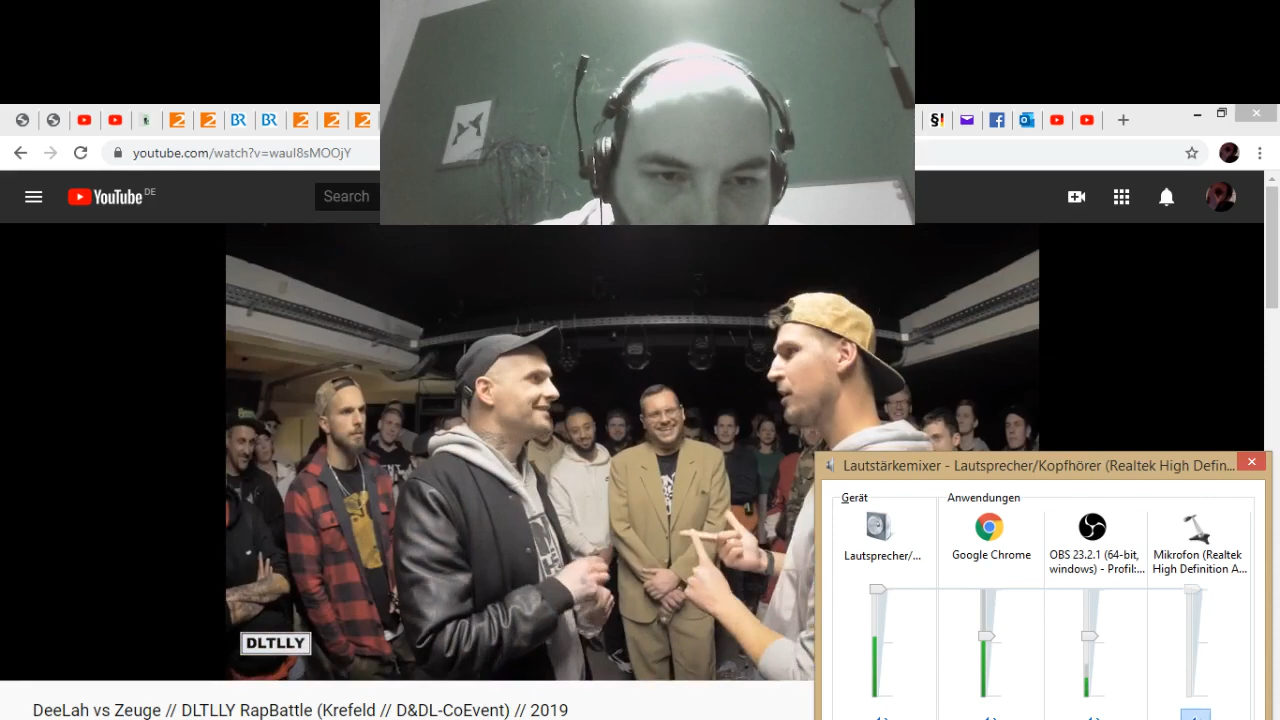 youtube.com/watch?v=waul8sMOOjY
YouTube DE
Search
DLTLLY
Lautstärkemixer - Lautsprecher/Kopfhörer (Realtek High Defin...
Gerät
Anwendungen
Lautsprecher/...
Google Chrome
OBS 23.2.1 (64-bit,
windows) - Profil:...
Mikrofon (Realtek
High Definition A...
DeeLah vs Zeuge // DLTLLY RapBattle (Krefeld // D&DL-CoEvent) // 2019